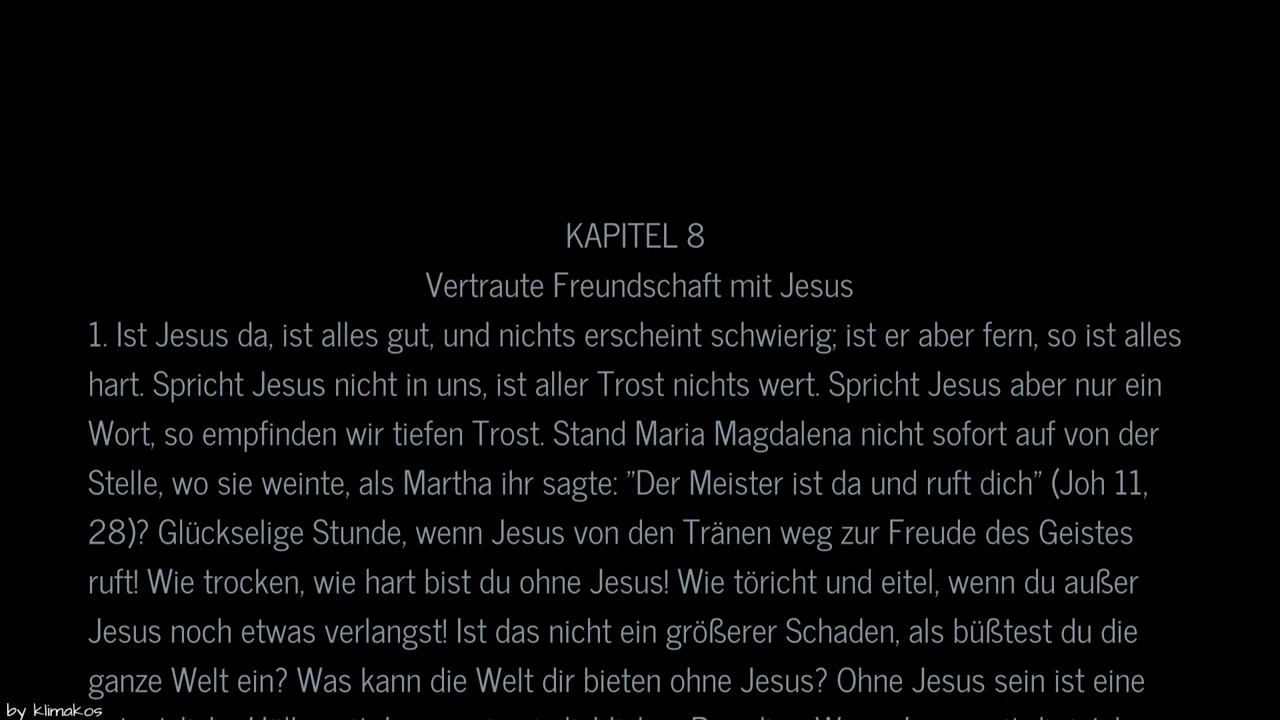 KAPITEL 8
Vertraute Freundschaft mit Jesus
1. Ist Jesus da, ist alles gut, und nichts erscheint schwierig; ist er aber fern, so ist alles
hart. Spricht Jesus nicht in uns, ist aller Trost nichts wert. Spricht Jesus aber nur ein
Wort, so empfinden wir tiefen Trost. Stand Maria Magdalena nicht sofort auf von der
Stelle, wo sie weinte, als Martha ihr sagte: "Der Meister ist da und ruft dich" (Joh 11,
28)? Glückselige Stunde, wenn Jesus von den Tränen weg zur Freude des Geistes
ruft! Wie trocken, wie hart bist du ohne Jesus! Wie töricht und eitel, wenn du außer
Jesus noch etwas verlangst! Ist das nicht ein größerer Schaden, als büßtest du die
ganze Welt ein? Was kann die Welt dir bieten ohne Jesus? Ohne Jesus sein ist eine
by klimakos